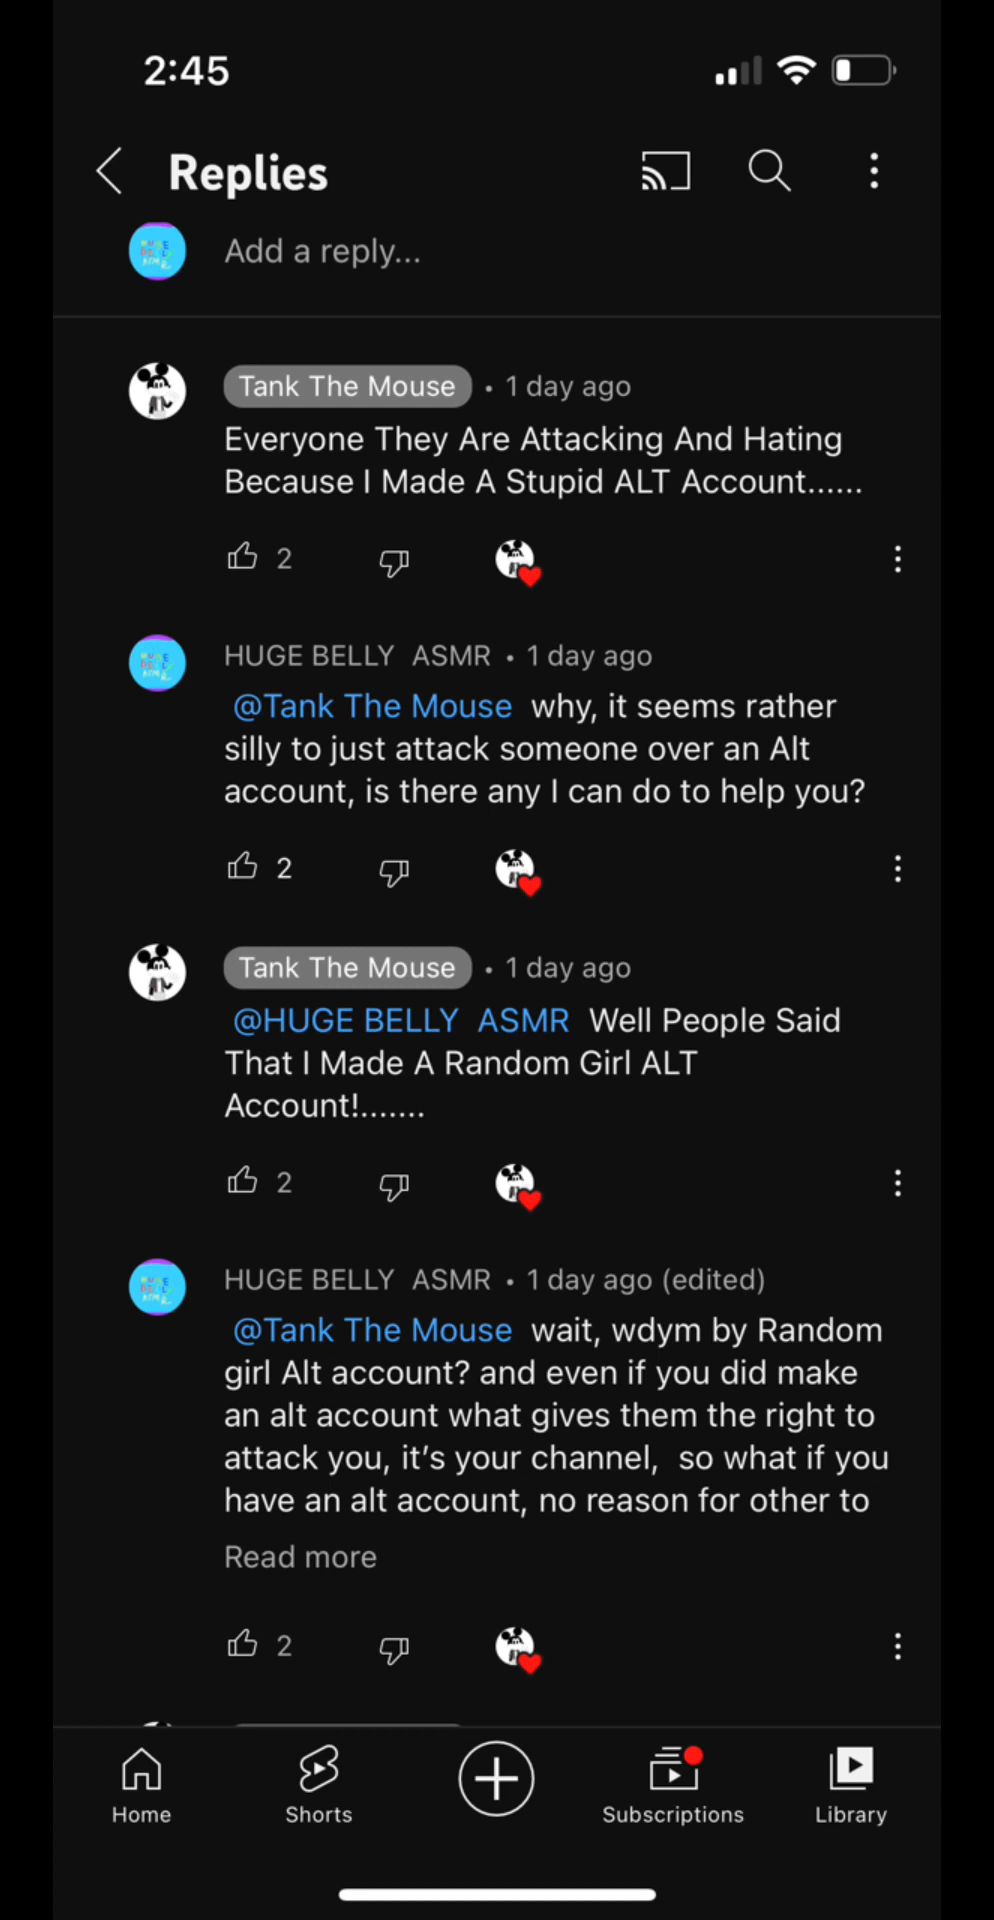 2:45
Replies
Add a reply...
Tank The Mouse • 1 day ago
Everyone They Are Attacking And Hating
Because I Made A Stupid ALT Account......
2
HUGE BELLY ASMR • 1 day ago
@Tank The Mouse why, it seems rather
silly to just attack someone over an Alt
account, is there any I can do to help you?
2
Tank The Mouse • 1 day ago
@HUGE BELLY ASMR Well People Said
That I Made A Random Girl ALT
Account!.......
2
HUGE BELLY ASMR • 1 day ago (edited)
@Tank The Mouse wait, wdym by Random
girl Alt account? and even if you did make
an alt account what gives them the right to
attack you, it’s your channel, so what if you
have an alt account, no reason for other to
Read more
2
Home Shorts Subscriptions Library